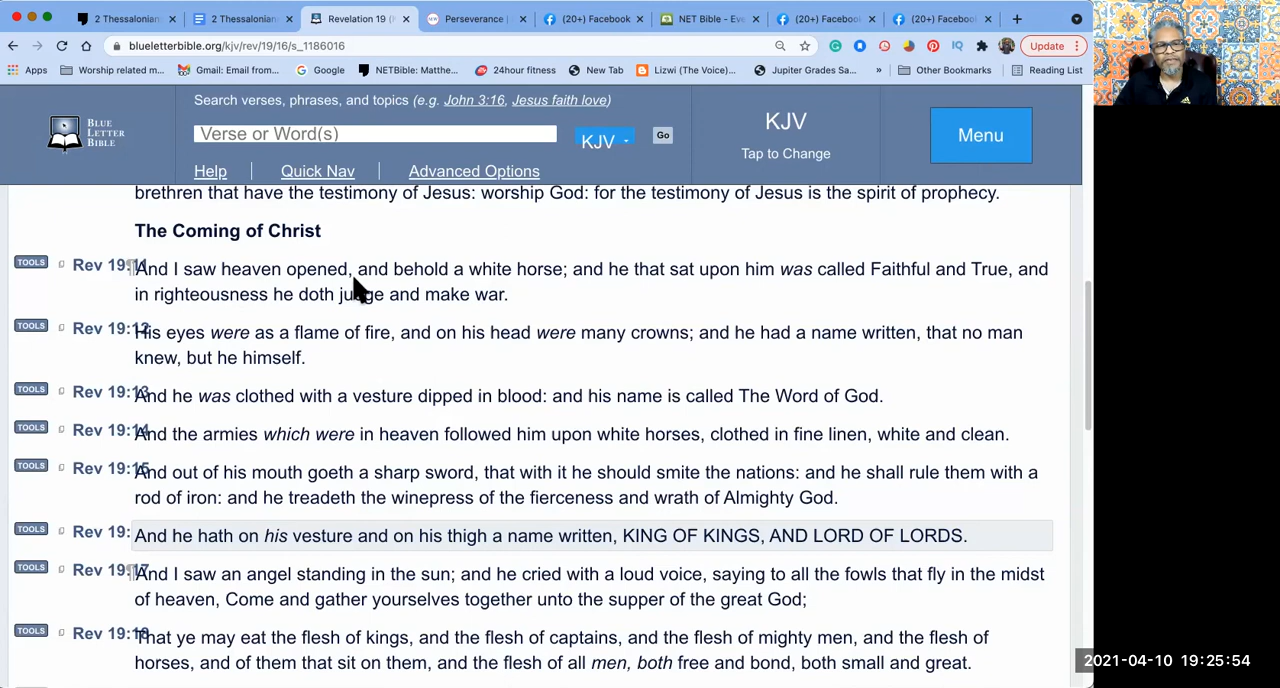 2 Thessalonians
2 Thessalonian
Revelation 19 (K
Perseverance |
(20+) Facebook
NET Bible - Eve
(20+) Facebook
(20+) Facebook
blueletterbible.org/kjv/rev/19/16/s_1186016
Update
Apps
Worship related m...
Gmail: Email from...
Google
NETBible: Matthe...
24hour fitness
New Tab
Lizwi (The Voice)...
Jupiter Grades Sa...
»
Other Bookmarks
Reading List
BLUE
LETTER
BIBLE
Search verses, phrases, and topics (e.g. John 3:16, Jesus faith love)
Verse or Word(s)
KJV
Go
Help
Quick Nav
Advanced Options
KJV
Tap to Change
Menu
brethren that have the testimony of Jesus: worship God: for the testimony of Jesus is the spirit of prophecy.
The Coming of Christ
TOOLS Rev 19:11 ¶And I saw heaven opened, and behold a white horse; and he that sat upon him was called Faithful and True, and
in righteousness he doth judge and make war.
TOOLS Rev 19:12 His eyes were as a flame of fire, and on his head were many crowns; and he had a name written, that no man
knew, but he himself.
TOOLS Rev 19:13 And he was clothed with a vesture dipped in blood: and his name is called The Word of God.
TOOLS Rev 19:14 And the armies which were in heaven followed him upon white horses, clothed in fine linen, white and clean.
TOOLS Rev 19:15 And out of his mouth goeth a sharp sword, that with it he should smite the nations: and he shall rule them with a
rod of iron: and he treadeth the winepress of the fierceness and wrath of Almighty God.
TOOLS Rev 19: And he hath on his vesture and on his thigh a name written, KING OF KINGS, AND LORD OF LORDS.
TOOLS Rev 19:17 ¶And I saw an angel standing in the sun; and he cried with a loud voice, saying to all the fowls that fly in the midst
of heaven, Come and gather yourselves together unto the supper of the great God;
TOOLS Rev 19:18 That ye may eat the flesh of kings, and the flesh of captains, and the flesh of mighty men, and the flesh of
horses, and of them that sit on them, and the flesh of all men, both free and bond, both small and great.
2021-04-10 19:25:54